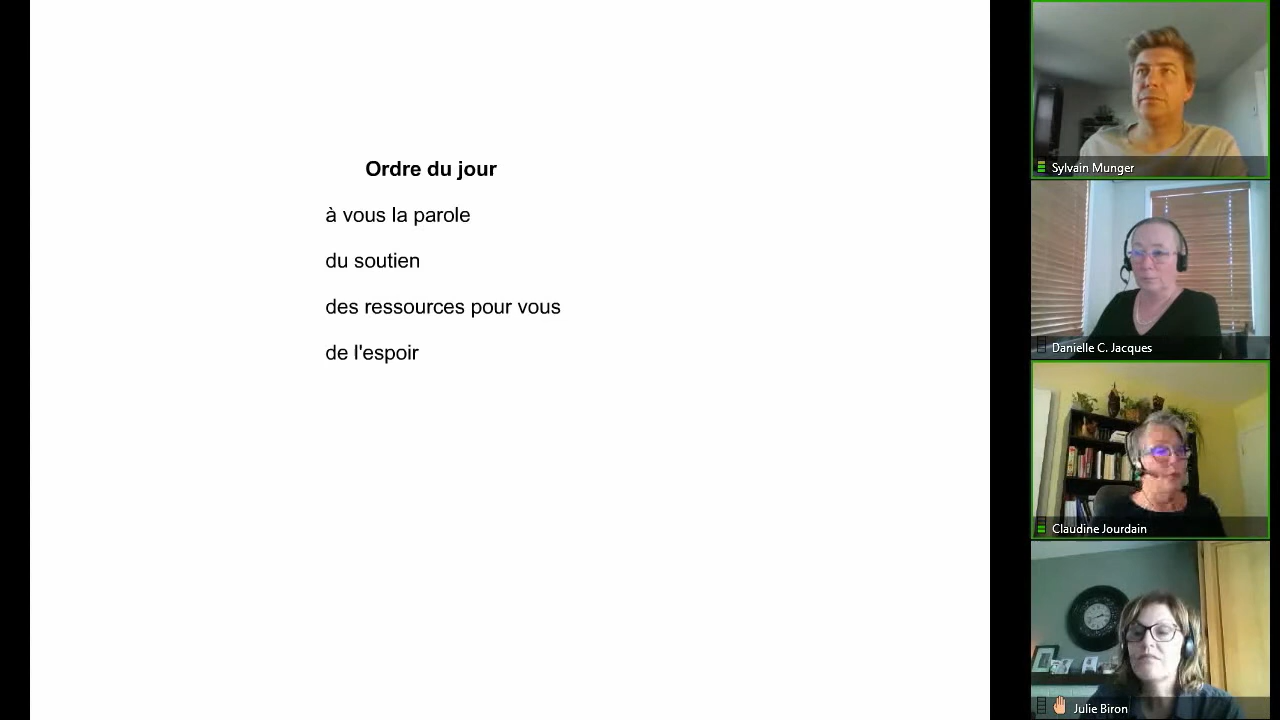 Ordre du jour
à vous la parole
du soutien
des ressources pour vous
de l'espoir
Sylvain Munger
Danielle C. Jacques
Claudine Jourdain
Julie Biron